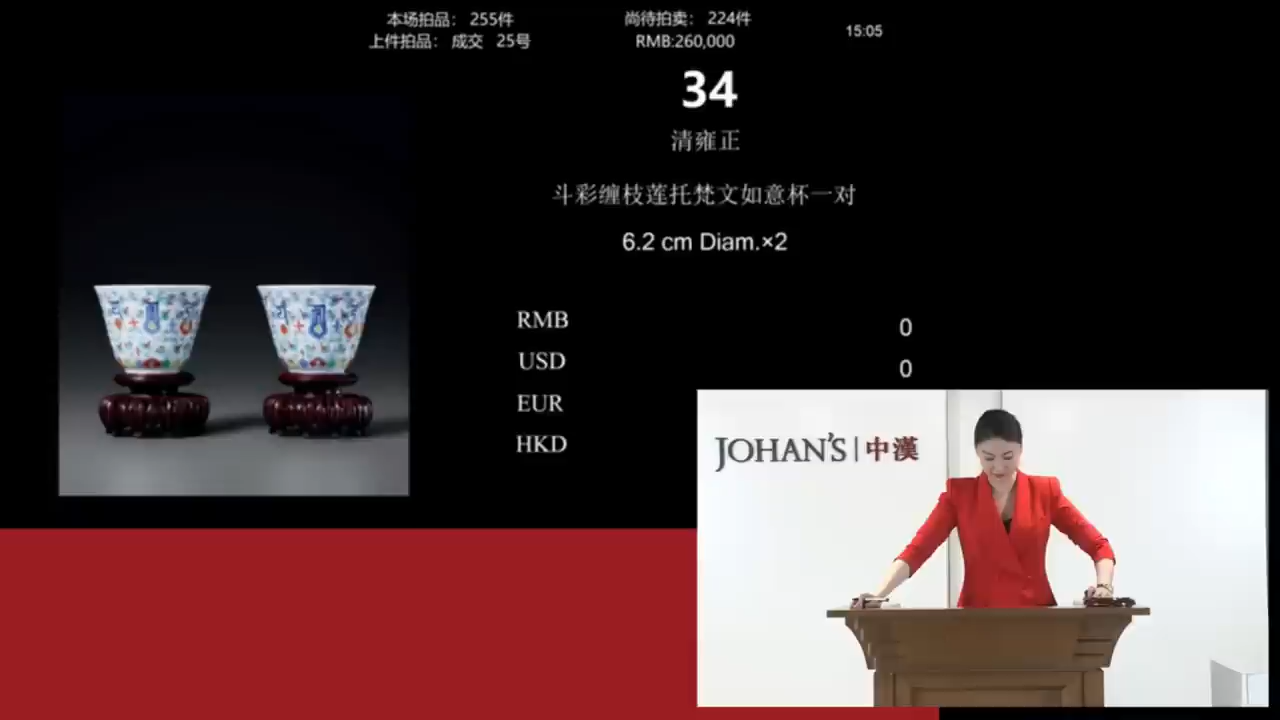 本场拍品： 255件
尚待拍卖： 224件
上件拍品： 成交 25号
RMB:260,000
15:05
34
清雍正
斗彩缠枝莲托梵文如意杯一对
6.2 cm Diam.×2
RMB 0
USD 0
EUR
HKD
JOHAN'S | 中漢